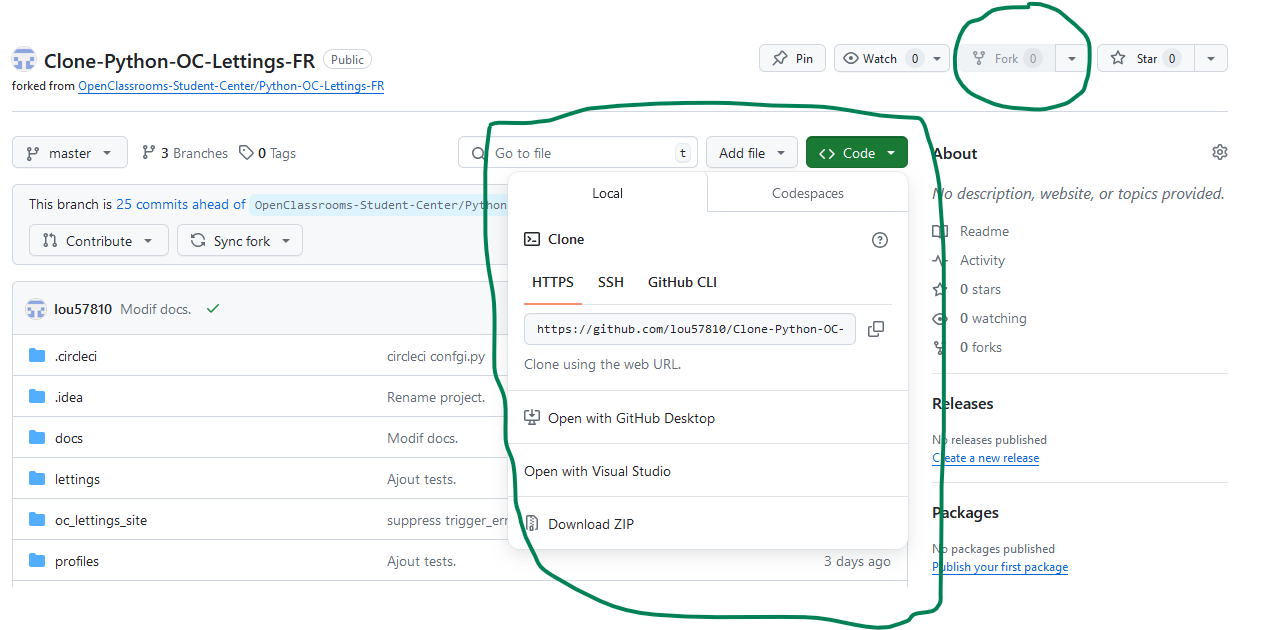 Clone-Python-OC-Lettings-FR Public Pin Watch 0 Fork 0 Star 0
forked from OpenClassrooms-Student-Center/Python-OC-Lettings-FR
master 3 Branches 0 Tags Go to file t Add file <> Code
This branch is 25 commits ahead of OpenClassrooms-Student-Center/Python
Contribute Sync fork
lou57810 Modif docs.
.circleci circleci confgi.py
.idea Rename project.
docs Modif docs.
lettings Ajout tests.
oc_lettings_site suppress trigger_err
profiles Ajout tests. 3 days ago
Local Codespaces
Clone
HTTPS SSH GitHub CLI
https://github.com/lou57810/Clone-Python-OC-
Clone using the web URL.
Open with GitHub Desktop
Open with Visual Studio
Download ZIP
About
No description, website, or topics provided.
Readme
Activity
0 stars
0 watching
0 forks
Releases
No releases published
Create a new release
Packages
No packages published
Publish your first package